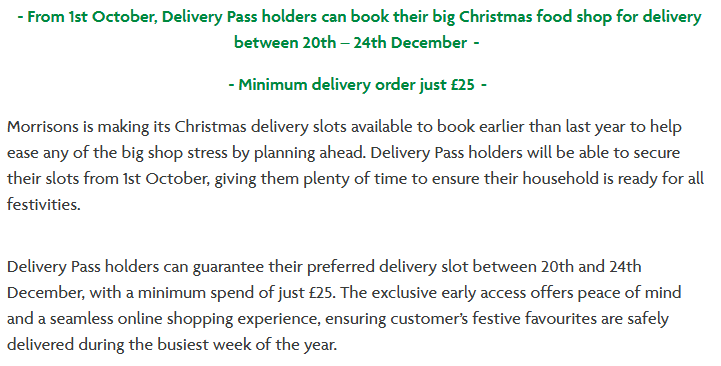 - From 1st October, Delivery Pass holders can book their big Christmas food shop for delivery
between 20th – 24th December -
- Minimum delivery order just £25 -
Morrisons is making its Christmas delivery slots available to book earlier than last year to help
ease any of the big shop stress by planning ahead. Delivery Pass holders will be able to secure
their slots from 1st October, giving them plenty of time to ensure their household is ready for all
festivities.
Delivery Pass holders can guarantee their preferred delivery slot between 20th and 24th
December, with a minimum spend of just £25. The exclusive early access offers peace of mind
and a seamless online shopping experience, ensuring customer’s festive favourites are safely
delivered during the busiest week of the year.